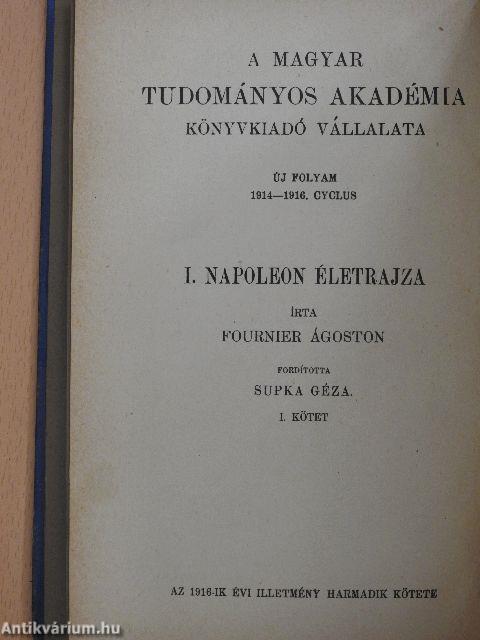 A MAGYAR
TUDOMÁNYOS AKADÉMIA
KÖNYVKIADÓ VÁLLALATA
ÚJ FOLYAM
1914—1916. CYCLUS
I. NAPOLEON ÉLETRAJZA
ÍRTA
FOURNIER ÁGOSTON
FORDÍTOTTA
SUPKA GÉZA.
I. KÖTET
AZ 1916-IK ÉVI ILLETMÉNY HARMADIK KÖTETE
Antikvárium.hu